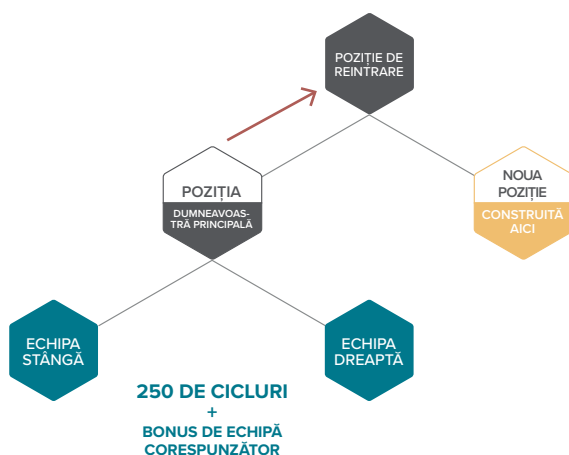 POZIȚIE DE
REINTRARE
POZIȚIA
DUMNEAVOAS-
TRĂ PRINCIPALĂ
NOUA
POZIȚIE
CONSTRUITĂ
AICI
ECHIPA
STÂNGĂ
ECHIPA
DREAPTĂ
250 DE CICLURI
+
BONUS DE ECHIPĂ
CORESPUNZĂTOR